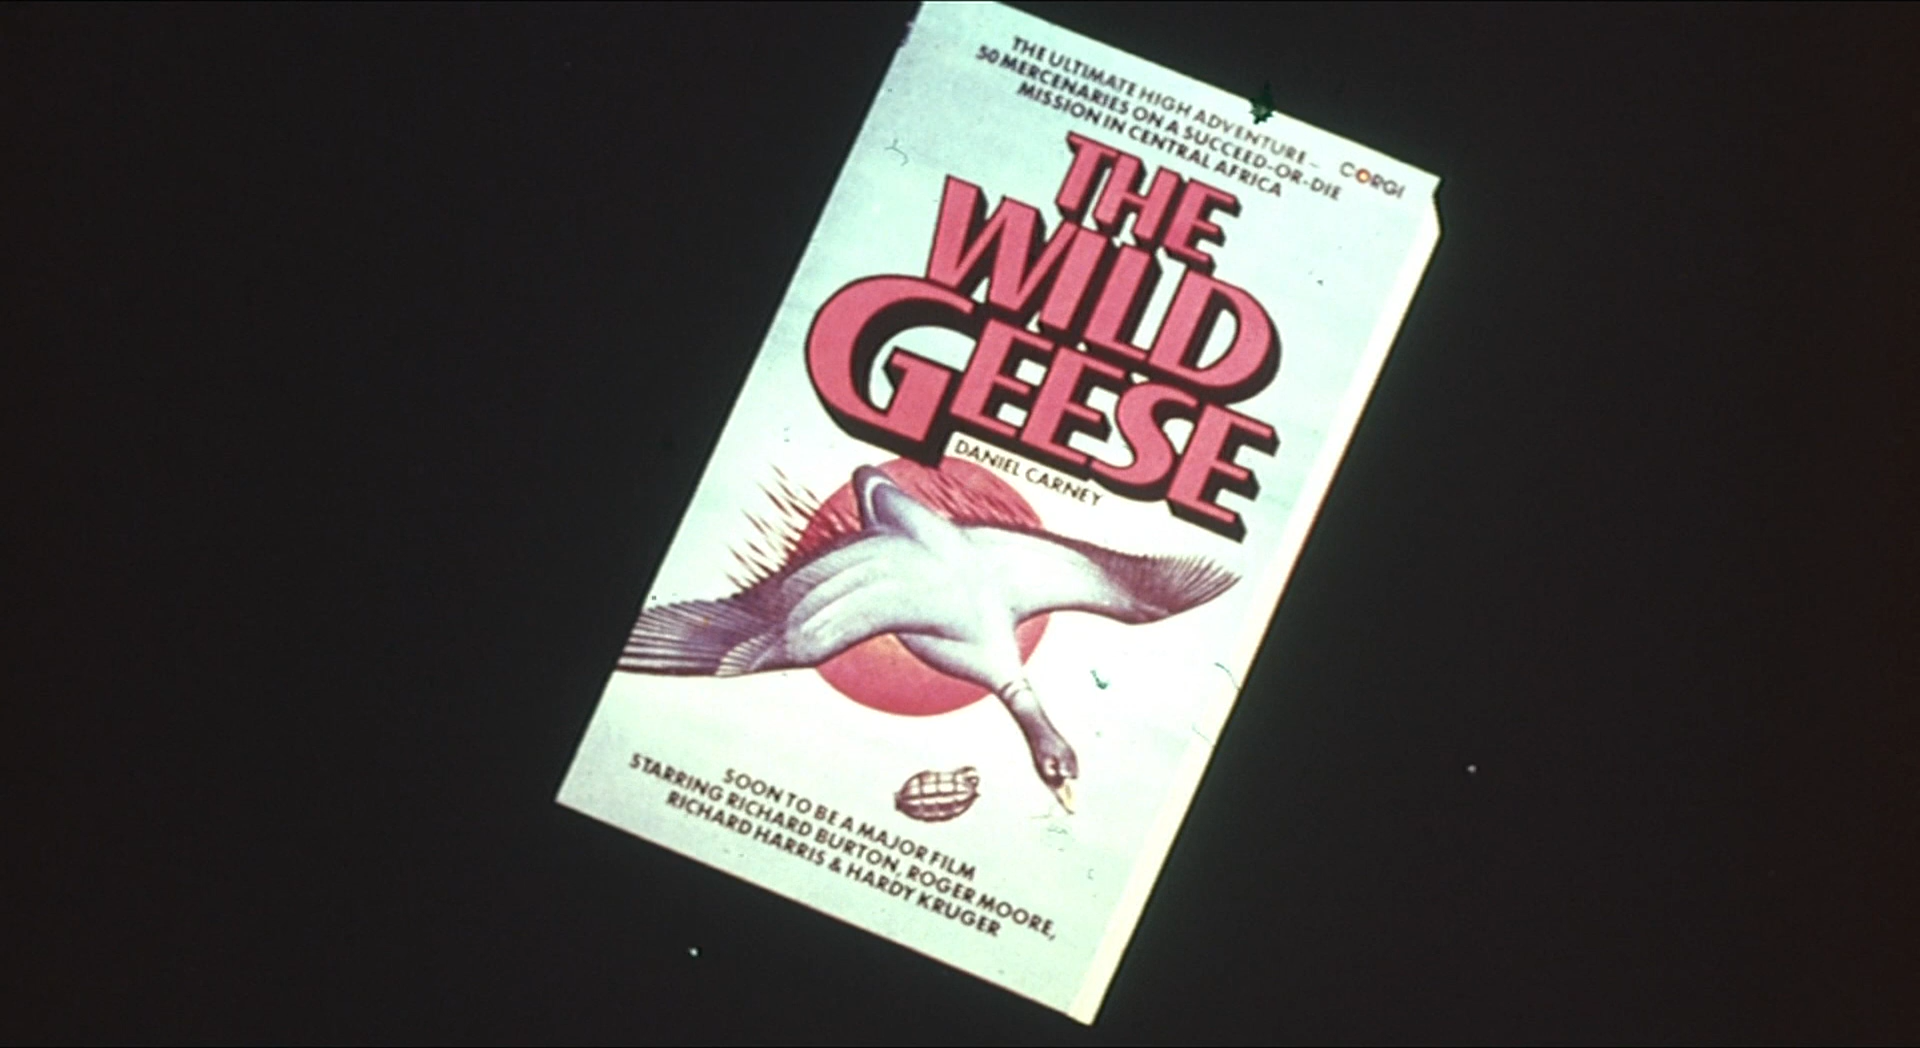 THE ULTIMATE HIGH ADVENTURE -
50 MERCENARIES ON A SUCCEED-OR-DIE
MISSION IN CENTRAL AFRICA
CORGI
THE
WILD
GEESE
DANIEL CARNEY
SOON TO BE A MAJOR FILM
STARRING RICHARD BURTON, ROGER MOORE,
RICHARD HARRIS & HARDY KRUGER